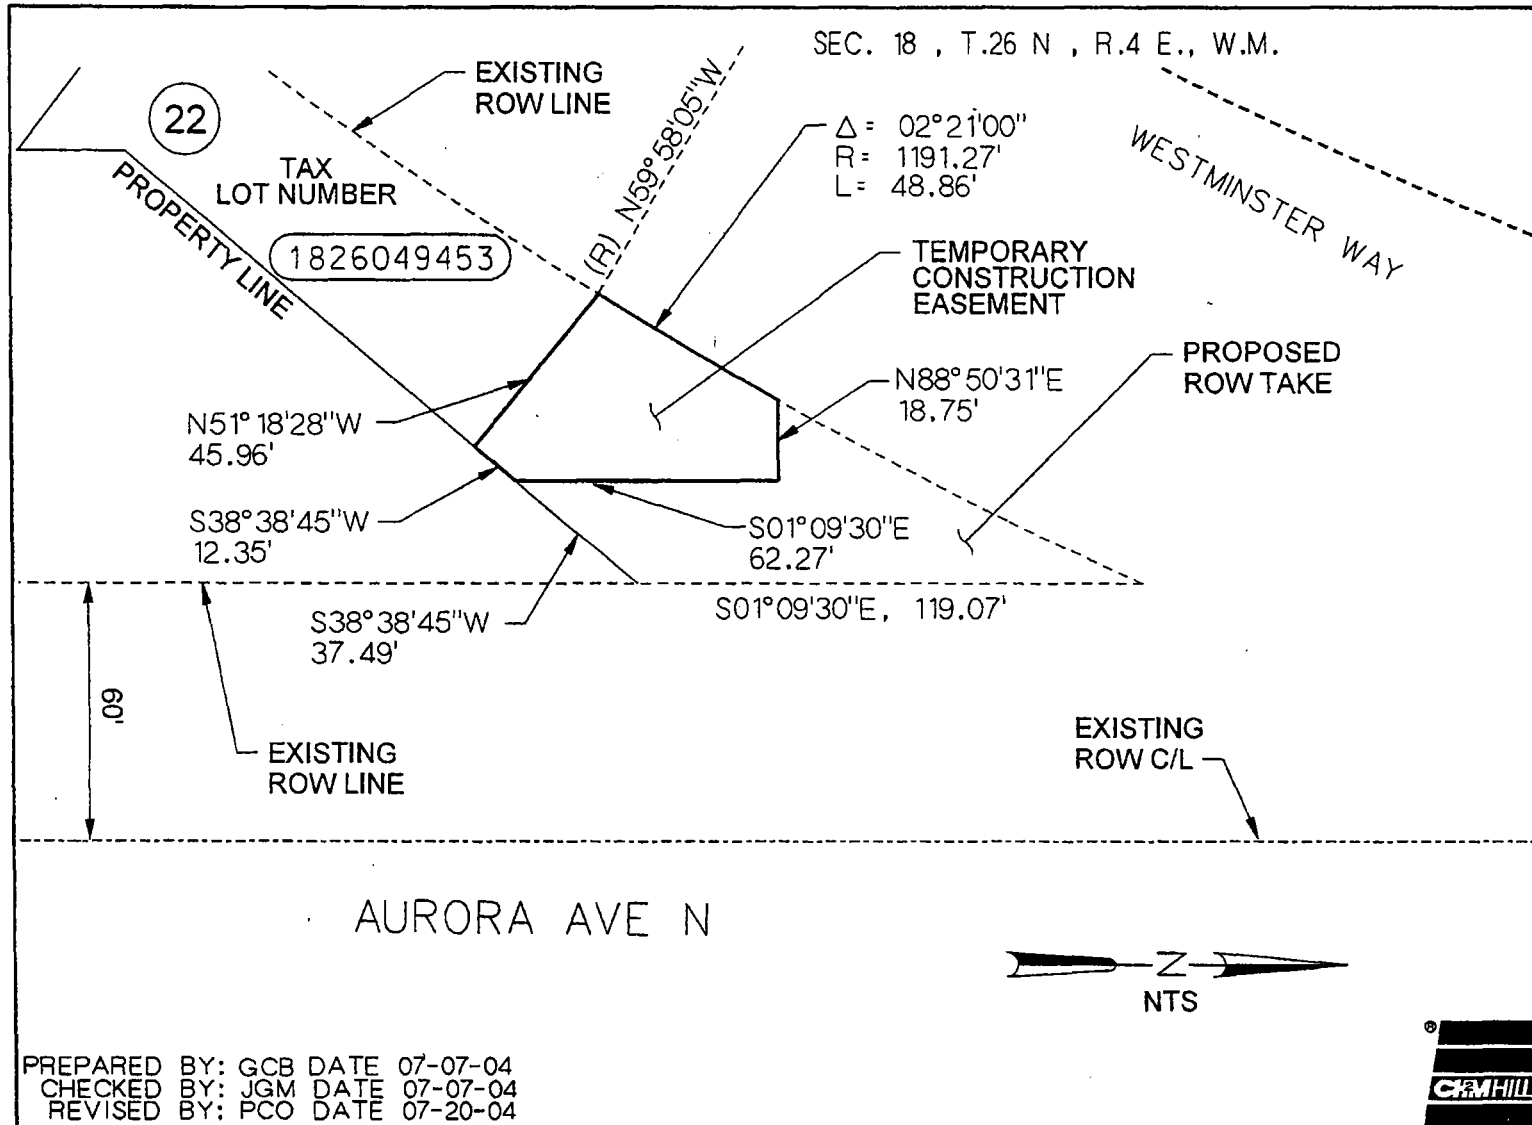 SEC. 18 , T.26 N , R.4 E., W.M.
EXISTING
ROW LINE
22
TAX
LOT NUMBER
1826049453
PROPERTY LINE
(R) N59°58'05"W
Δ= 02°21'00"
R= 1191.27'
L= 48.86'
WESTMINSTER WAY
TEMPORARY
CONSTRUCTION
EASEMENT
PROPOSED
ROW TAKE
N88°50'31"E
18.75'
N51°18'28"W
45.96'
S38°38'45"W
12.35'
S01°09'30"E
62.27'
S01°09'30"E, 119.07'
S38°38'45"W
37.49'
60'
EXISTING
ROW LINE
EXISTING
ROW C/L
AURORA AVE N
N
NTS
PREPARED BY: GCB DATE 07-07-04
CHECKED BY: JGM DATE 07-07-04
REVISED BY: PCO DATE 07-20-04
®
CH2MHILL